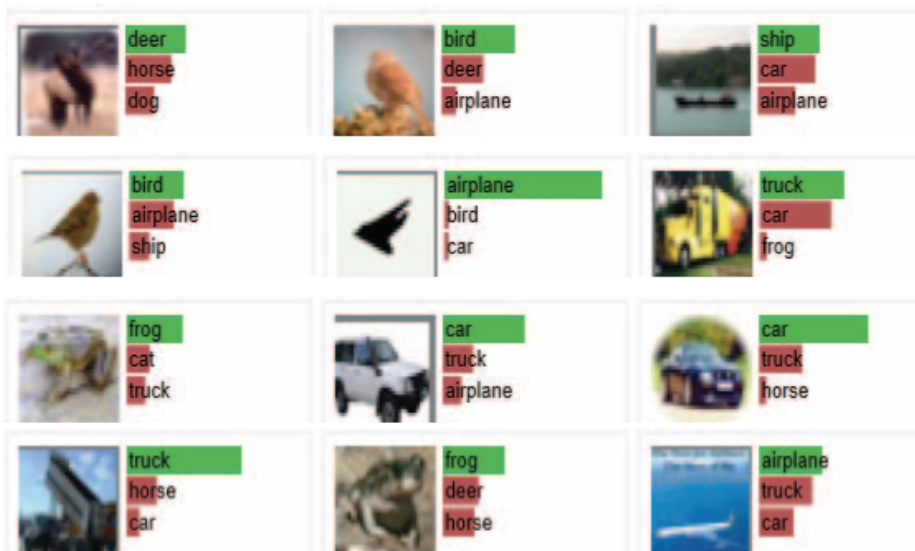 deer
horse
dog
bird
deer
airplane
ship
car
airplane
bird
airplane
ship
airplane
bird
car
truck
car
frog
frog
cat
truck
car
truck
airplane
car
truck
horse
truck
horse
car
frog
deer
horse
airplane
truck
car